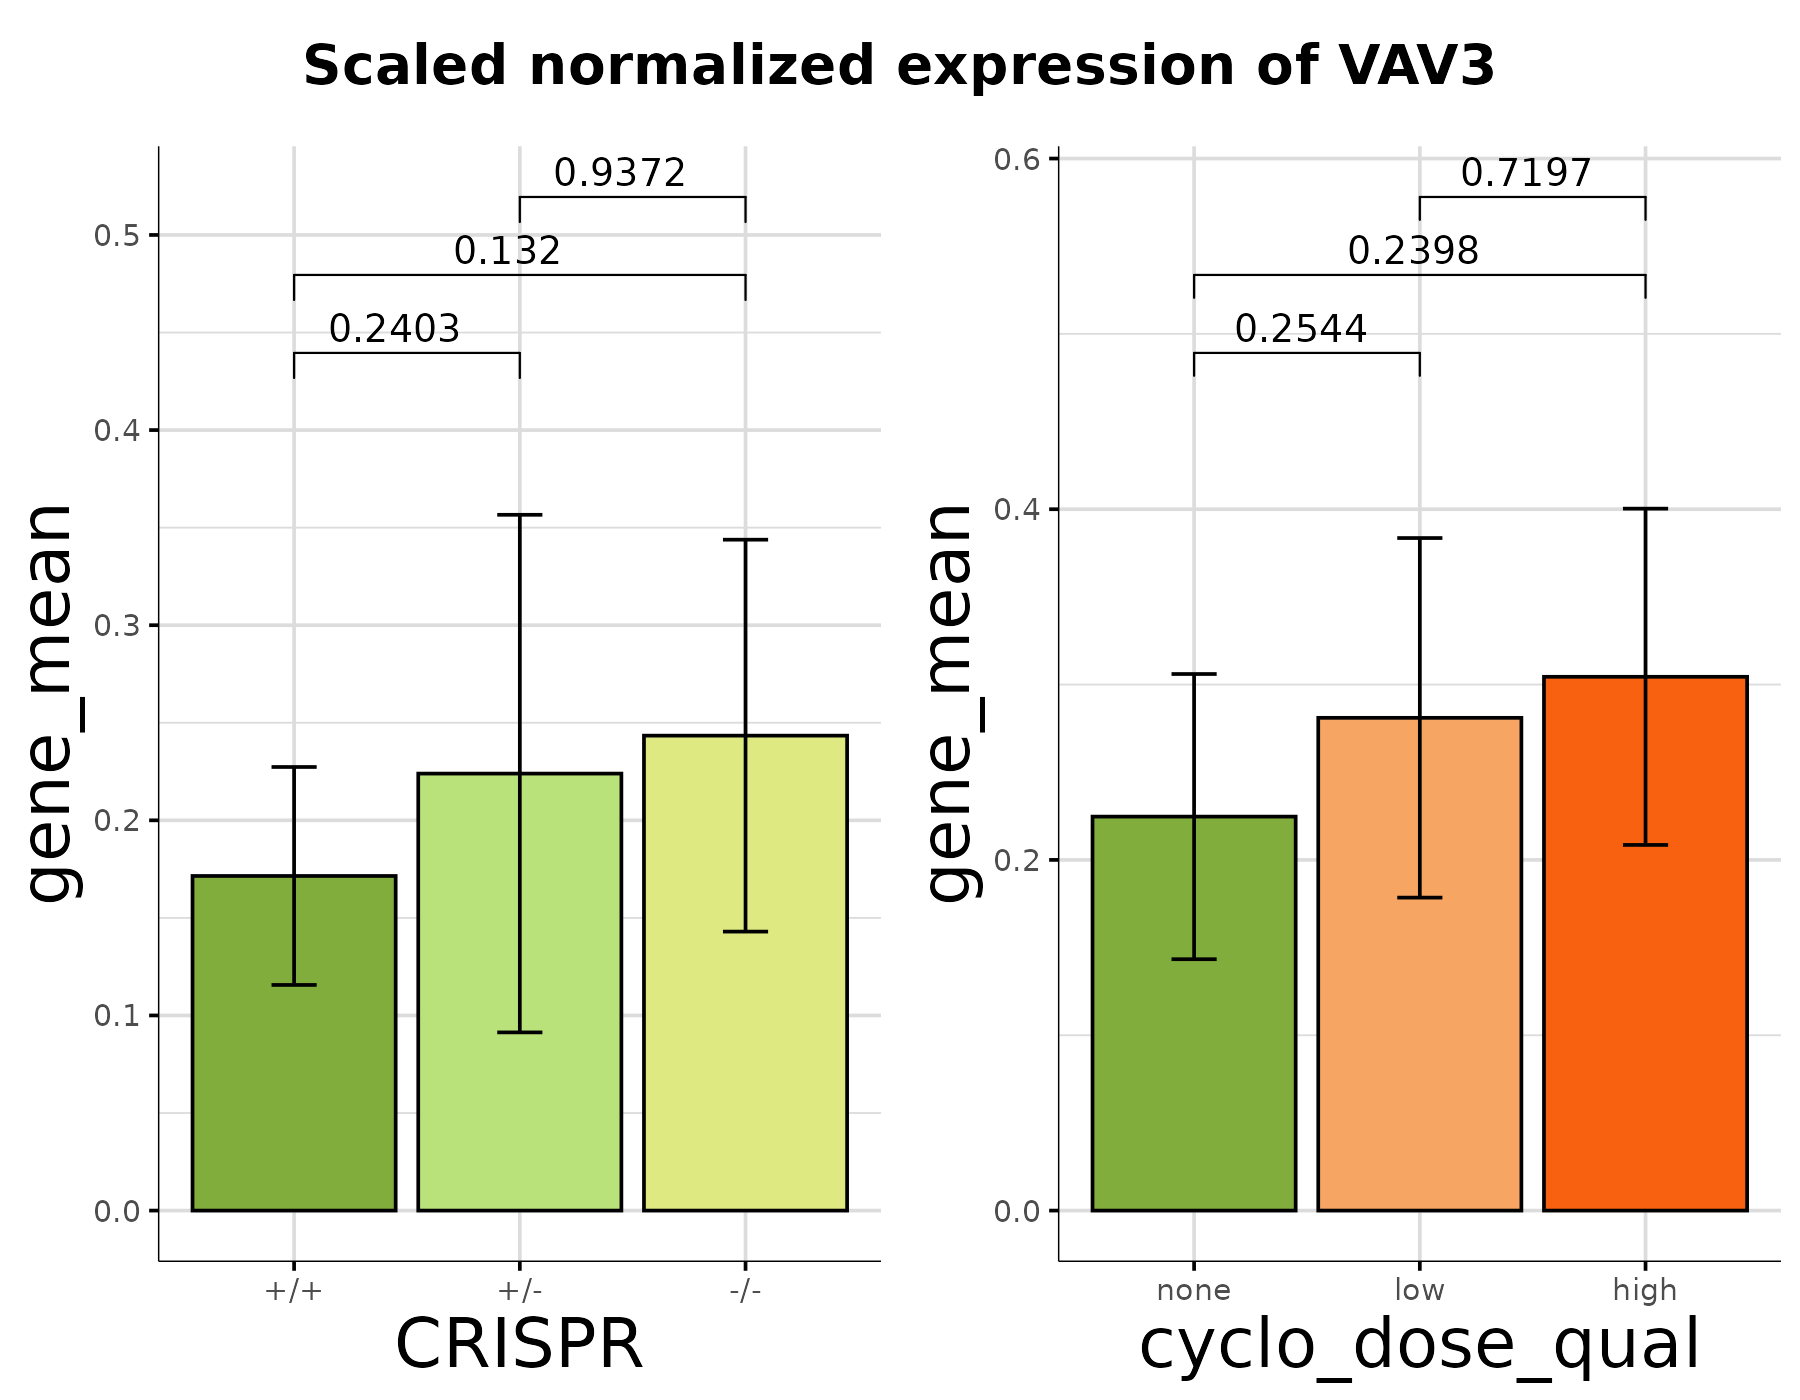 Scaled normalized expression of VAV3
gene_mean
0.5
0.4
0.3
0.2
0.1
0.0
0.9372
0.132
0.2403
+/+
+/-
-/-
CRISPR
gene_mean
0.6
0.4
0.2
0.0
0.7197
0.2398
0.2544
none
low
high
cyclo_dose_qual